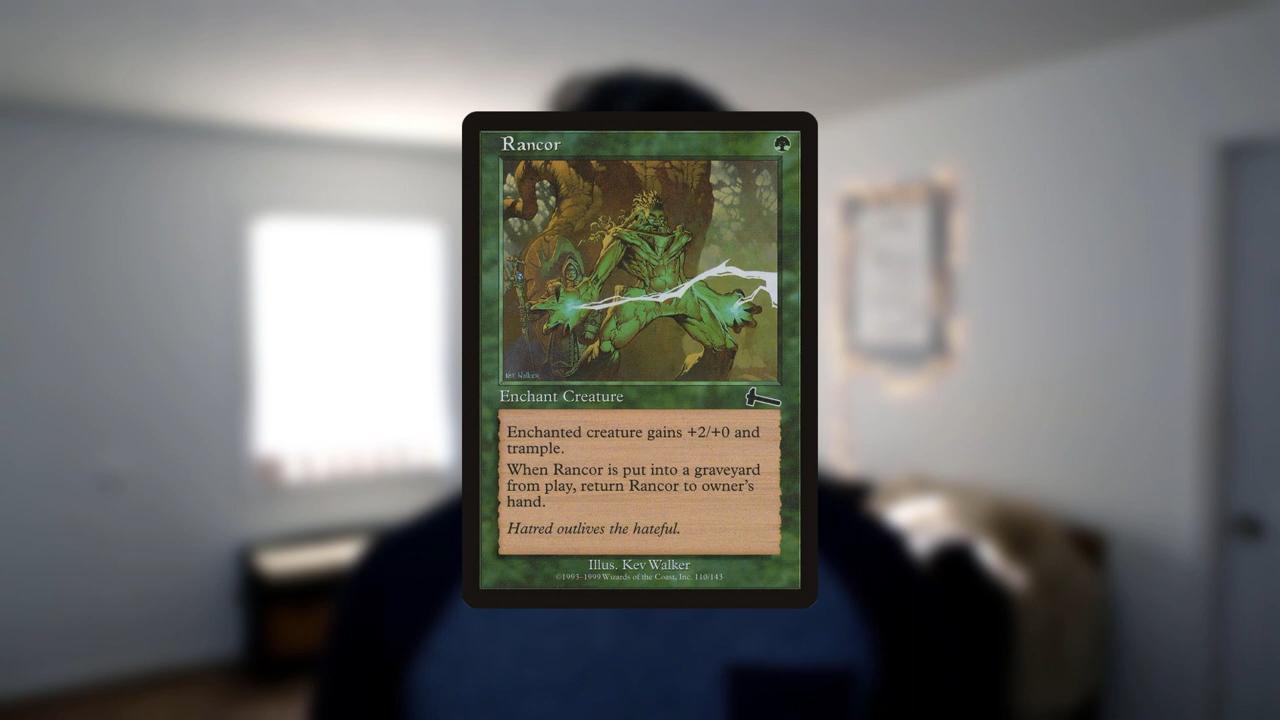 Rancor
Kev Walker
Enchant Creature
Enchanted creature gains +2/+0 and
trample.
When Rancor is put into a graveyard
from play, return Rancor to owner's
hand.
Hatred outlives the hateful.
Illus. Kev Walker
©1993-1999 Wizards of the Coast, Inc. 110/143